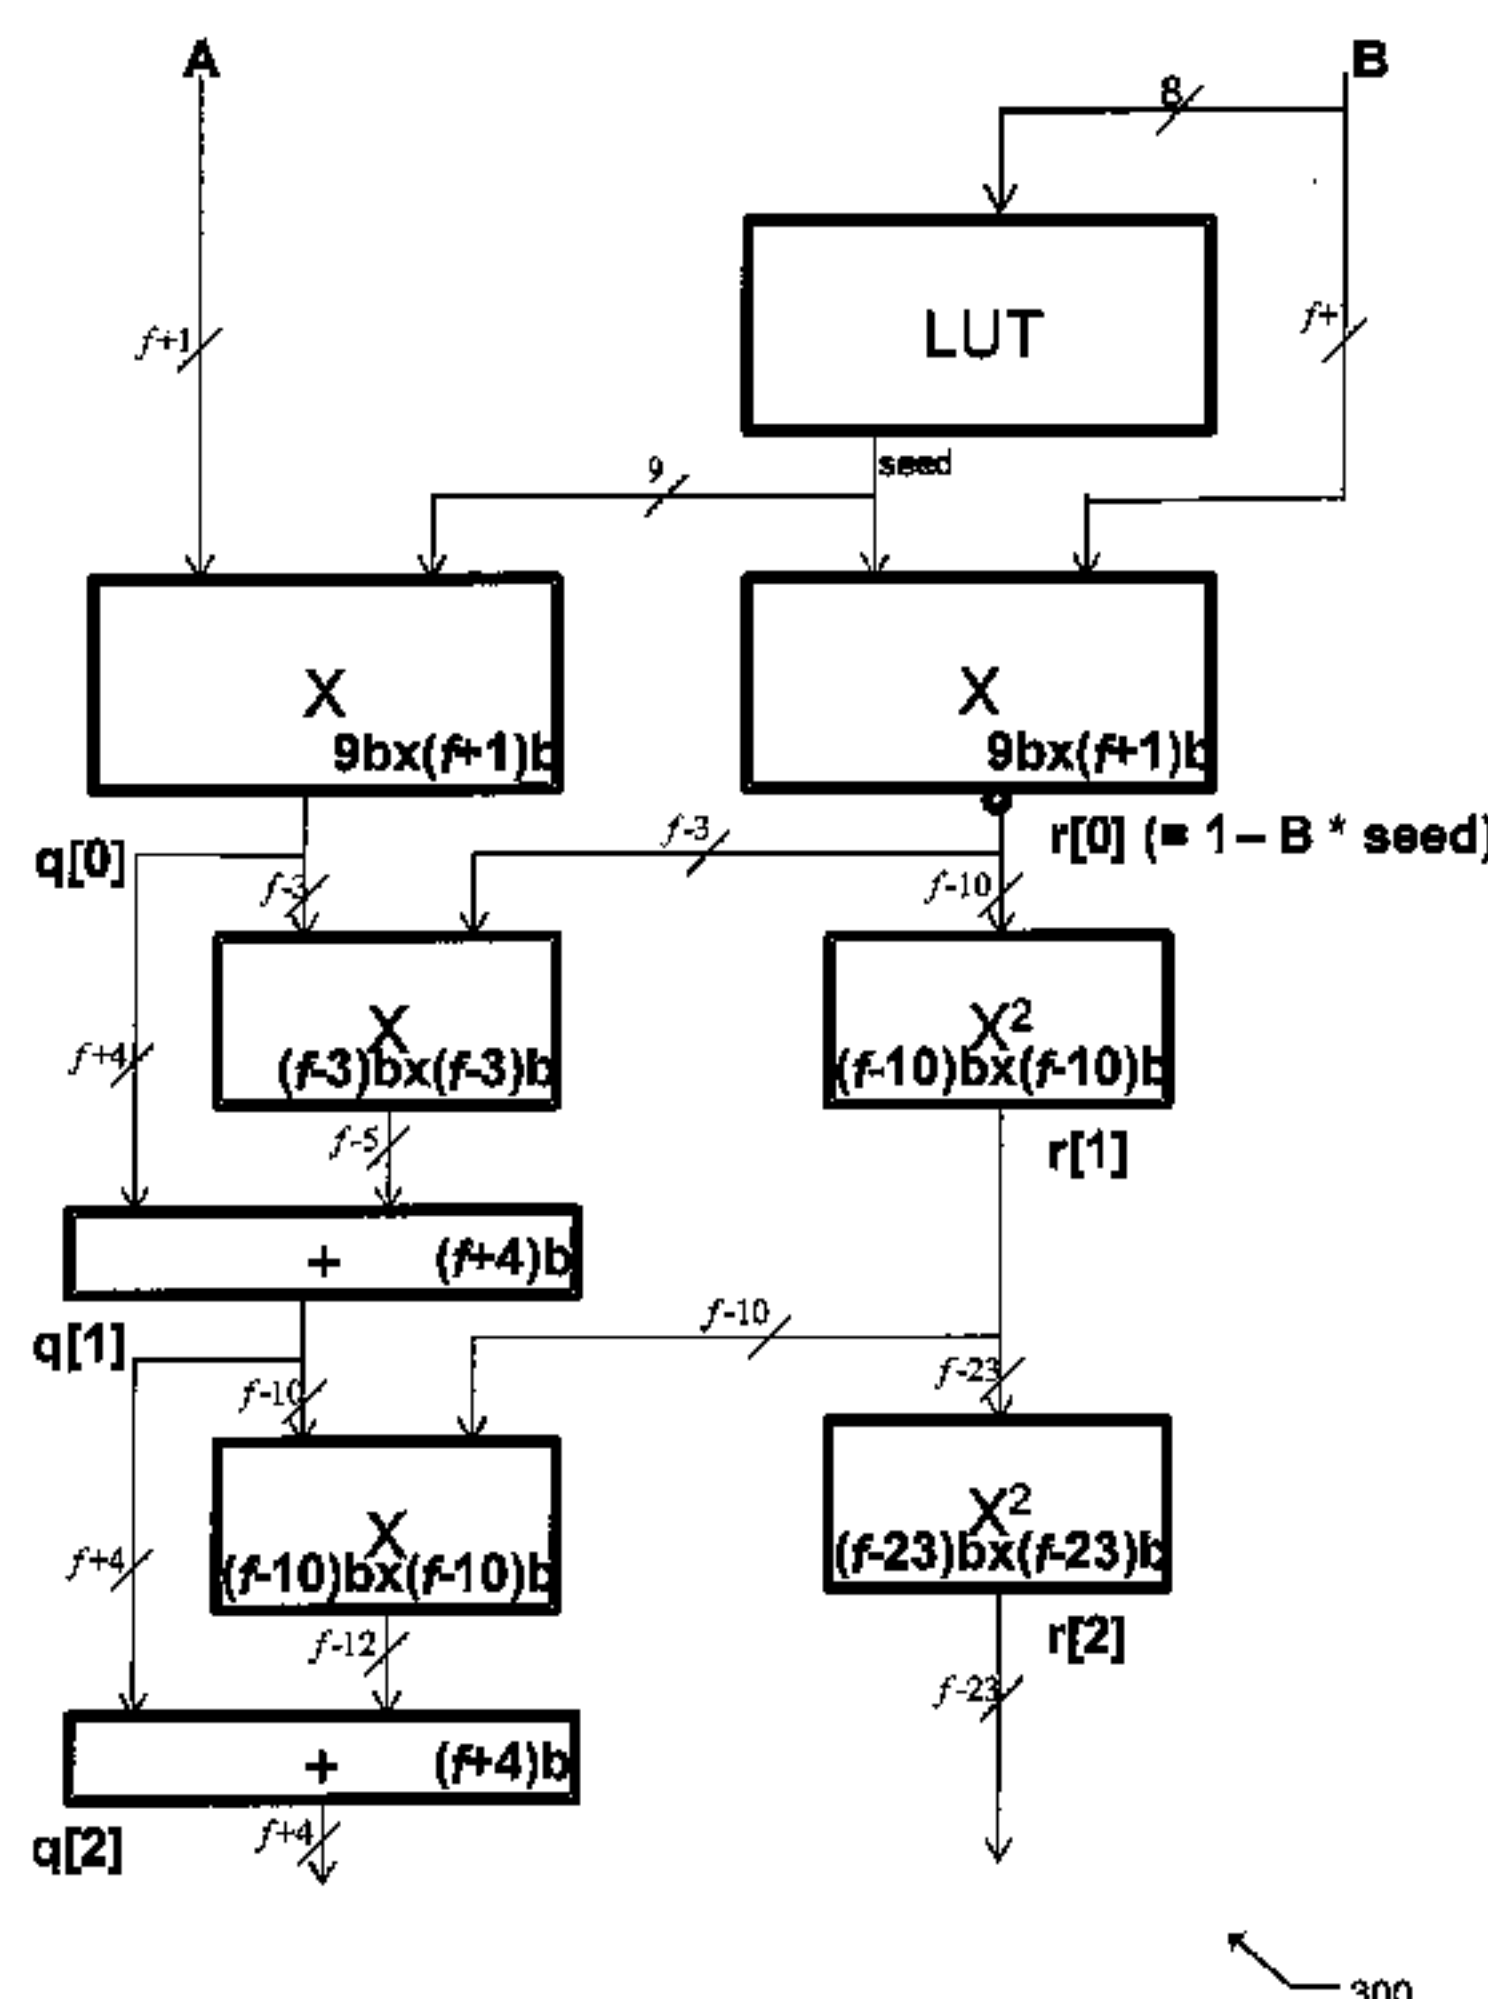 A
B
8
LUT
f+1
f+
seed
9
X
9bx(f+1)b
X
9bx(f+1)b
q[0]
f-3
r[0] (= 1 – B * seed)
f-3
f-10
X
(f-3)bx(f-3)b
X²
(f-10)bx(f-10)b
f+4
f-5
r[1]
+ (f+4)b
q[1]
f-10
f-10
f-23
X
(f-10)bx(f-10)b
X²
(f-23)bx(f-23)b
f+4
f-12
r[2]
f-23
+ (f+4)b
q[2]
f+4
300